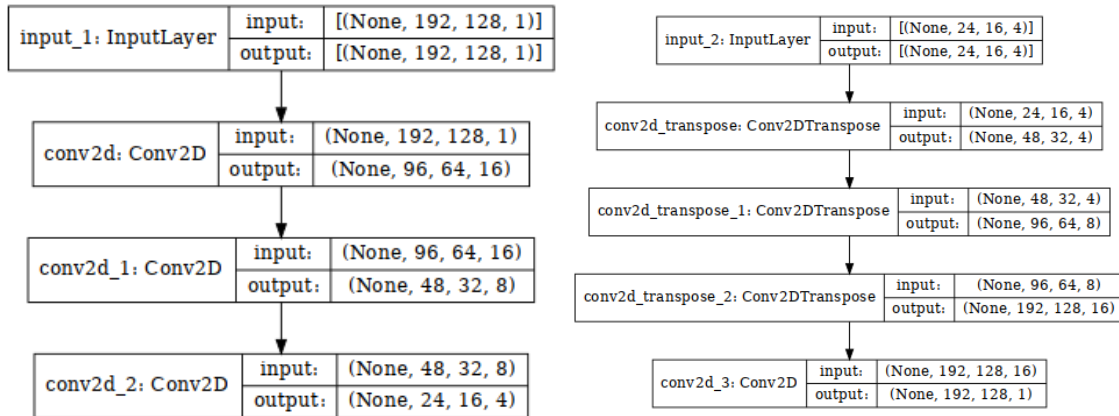 input_1: InputLayer
input:
[(None, 192, 128, 1)]
output:
[(None, 192, 128, 1)]
conv2d: Conv2D
input:
(None, 192, 128, 1)
output:
(None, 96, 64, 16)
conv2d_1: Conv2D
input:
(None, 96, 64, 16)
output:
(None, 48, 32, 8)
conv2d_2: Conv2D
input:
(None, 48, 32, 8)
output:
(None, 24, 16, 4)
input_2: InputLayer
input:
[(None, 24, 16, 4)]
output:
[(None, 24, 16, 4)]
conv2d_transpose: Conv2DTranspose
input:
(None, 24, 16, 4)
output:
(None, 48, 32, 4)
conv2d_transpose_1: Conv2DTranspose
input:
(None, 48, 32, 4)
output:
(None, 96, 64, 8)
conv2d_transpose_2: Conv2DTranspose
input:
(None, 96, 64, 8)
output:
(None, 192, 128, 16)
conv2d_3: Conv2D
input:
(None, 192, 128, 16)
output:
(None, 192, 128, 1)